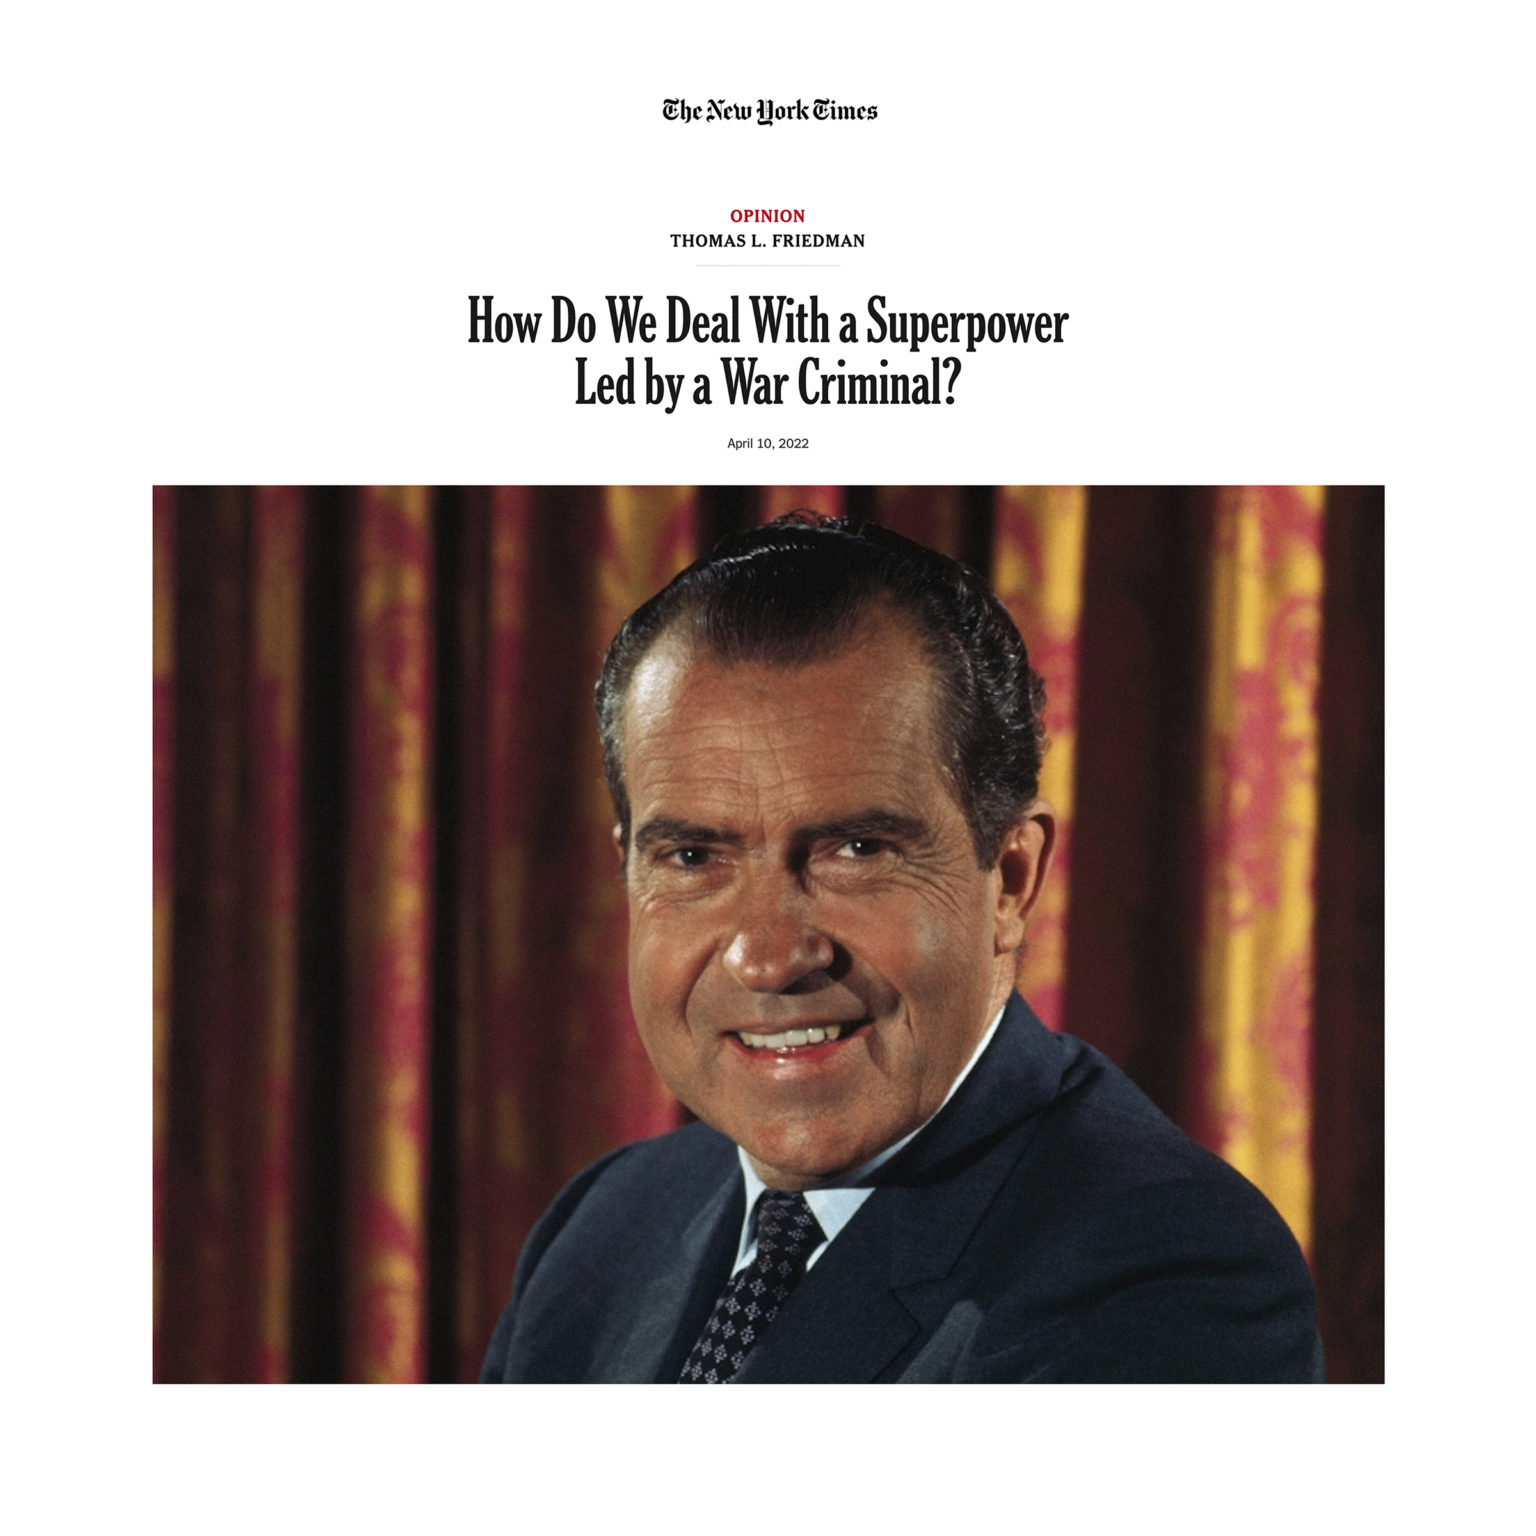 The New York Times
OPINION
THOMAS L. FRIEDMAN
How Do We Deal With a Superpower
Led by a War Criminal?
April 10, 2022